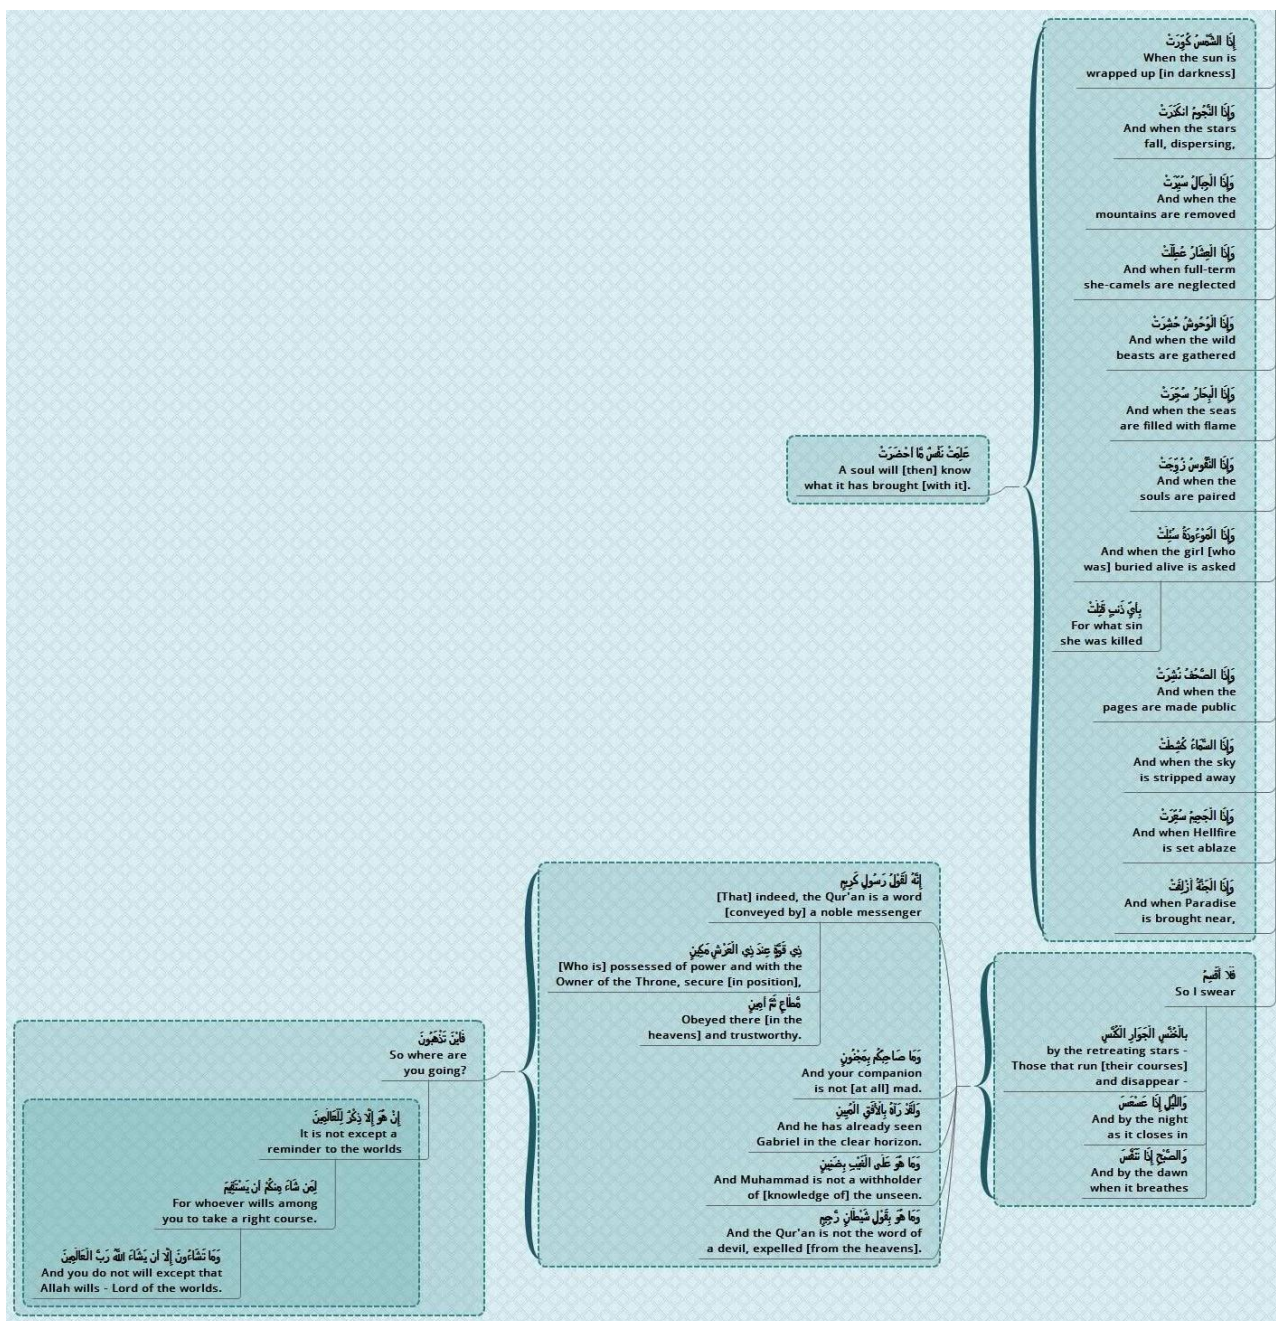 إِذَا الشَّمْسُ كُوِّرَتْ
When the sun is
wrapped up [in darkness]
وَإِذَا النُّجُومُ انكَدَرَتْ
And when the stars
fall, dispersing,
وَإِذَا الْجِبَالُ سُيِّرَتْ
And when the
mountains are removed
وَإِذَا الْعِشَارُ عُطِّلَتْ
And when full-term
she-camels are neglected
وَإِذَا الْوُحُوشُ حُشِرَتْ
And when the wild
beasts are gathered
وَإِذَا الْبِحَارُ سُجِّرَتْ
And when the seas
are filled with flame
وَإِذَا النُّفُوسُ زُوِّجَتْ
And when the
souls are paired
وَإِذَا الْمَوْءُودَةُ سُئِلَتْ
And when the girl [who
was] buried alive is asked
بِأَيِّ ذَنبٍ قُتِلَتْ
For what sin
she was killed
وَإِذَا الصُّحُفُ نُشِرَتْ
And when the
pages are made public
وَإِذَا السَّمَاءُ كُشِطَتْ
And when the sky
is stripped away
وَإِذَا الْجَحِيمُ سُعِّرَتْ
And when Hellfire
is set ablaze
وَإِذَا الْجَنَّةُ أُزْلِفَتْ
And when Paradise
is brought near,
عَلِمَتْ نَفْسٌ مَّا أَحْضَرَتْ
A soul will [then] know
what it has brought [with it].
فَلَا أُقْسِمُ
So I swear
بِالْخُنَّسِ الْجَوَارِ الْكُنَّسِ
by the retreating stars -
Those that run [their courses]
and disappear -
وَاللَّيْلِ إِذَا عَسْعَسَ
And by the night
as it closes in
وَالصُّبْحِ إِذَا تَنَفَّسَ
And by the dawn
when it breathes
إِنَّهُ لَقَوْلُ رَسُولٍ كَرِيمٍ
[That] indeed, the Qur'an is a word
[conveyed by] a noble messenger
ذِي قُوَّةٍ عِندَ ذِي الْعَرْشِ مَكِينٍ
[Who is] possessed of power and with the
Owner of the Throne, secure [in position],
مُّطَاعٍ ثَمَّ أَمِينٍ
Obeyed there [in the
heavens] and trustworthy.
وَمَا صَاحِبُكُم بِمَجْنُونٍ
And your companion
is not [at all] mad.
وَلَقَدْ رَآهُ بِالْأُفُقِ الْمُبِينِ
And he has already seen
Gabriel in the clear horizon.
وَمَا هُوَ عَلَى الْغَيْبِ بِضَنِينٍ
And Muhammad is not a withholder
of [knowledge of] the unseen.
وَمَا هُوَ بِقَوْلِ شَيْطَانٍ رَّجِيمٍ
And the Qur'an is not the word of
a devil, expelled [from the heavens].
فَأَيْنَ تَذْهَبُونَ
So where are
you going?
إِنْ هُوَ إِلَّا ذِكْرٌ لِّلْعَالَمِينَ
It is not except a
reminder to the worlds
لِمَن شَاءَ مِنكُمْ أَن يَسْتَقِيمَ
For whoever wills among
you to take a right course.
وَمَا تَشَاءُونَ إِلَّا أَن يَشَاءَ اللَّهُ رَبُّ الْعَالَمِينَ
And you do not will except that
Allah wills - Lord of the worlds.